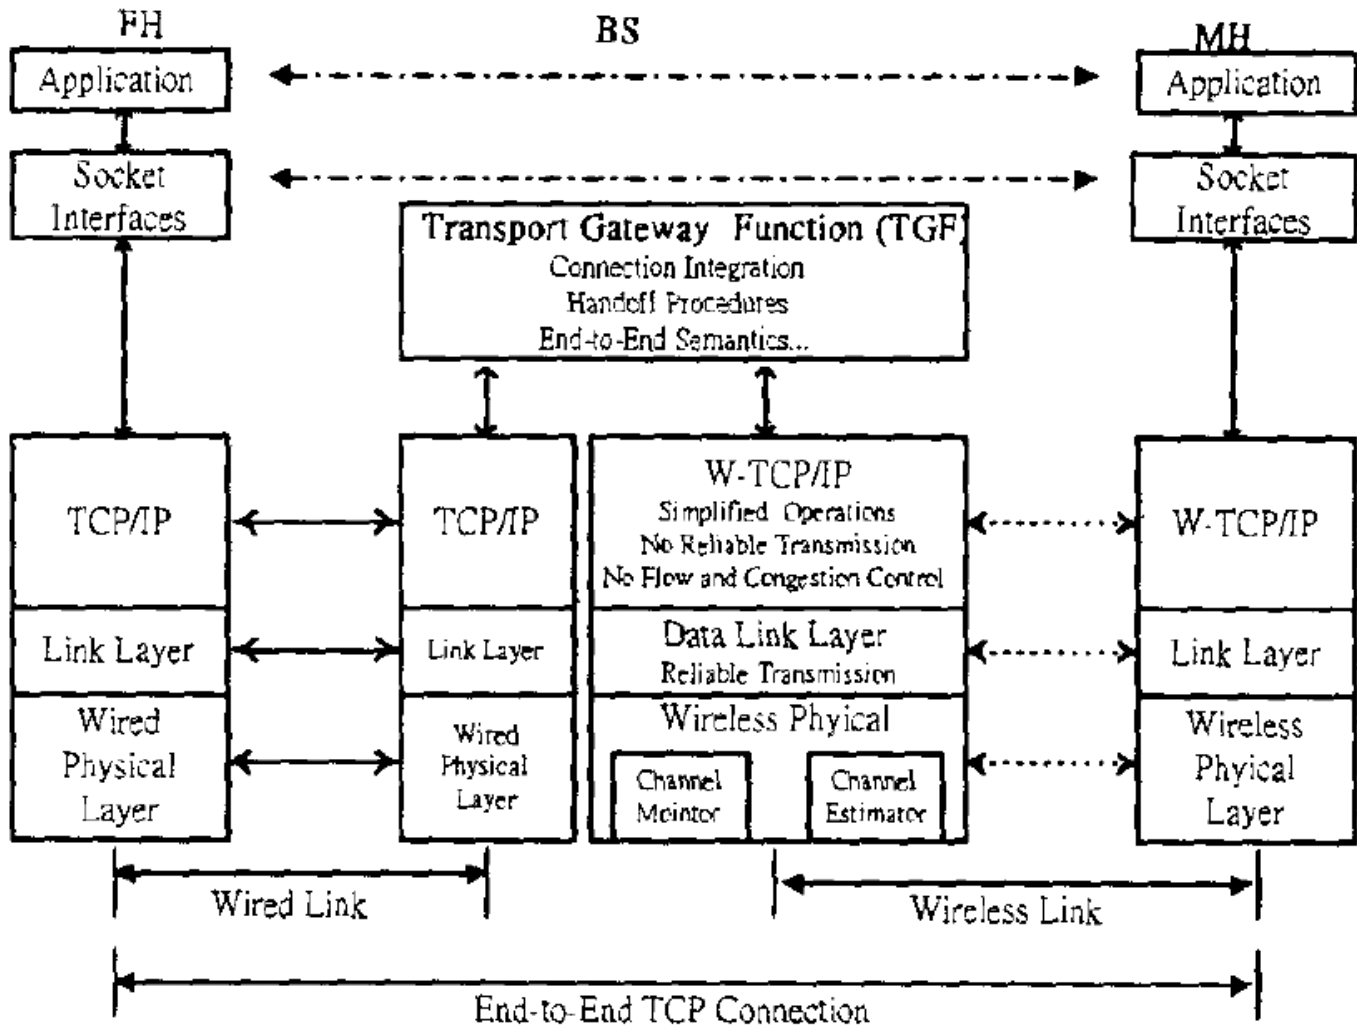 FH
BS
MH
Application
Application
Socket
Interfaces
Socket
Interfaces
Transport Gateway Function (TGF)
Connection Integration
Handoff Procedures
End-to-End Semantics...
TCP/IP
TCP/IP
W-TCP/IP
Simplified Operations
No Reliable Transmission
No Flow and Congestion Control
W-TCP/IP
Link Layer
Link Layer
Data Link Layer
Reliable Transmission
Link Layer
Wired
Physical
Layer
Wired
Physical
Layer
Wireless Phyical
Channel
Meintor
Channel
Estimator
Wireless
Phyical
Layer
Wired Link
Wireless Link
End-to-End TCP Connection